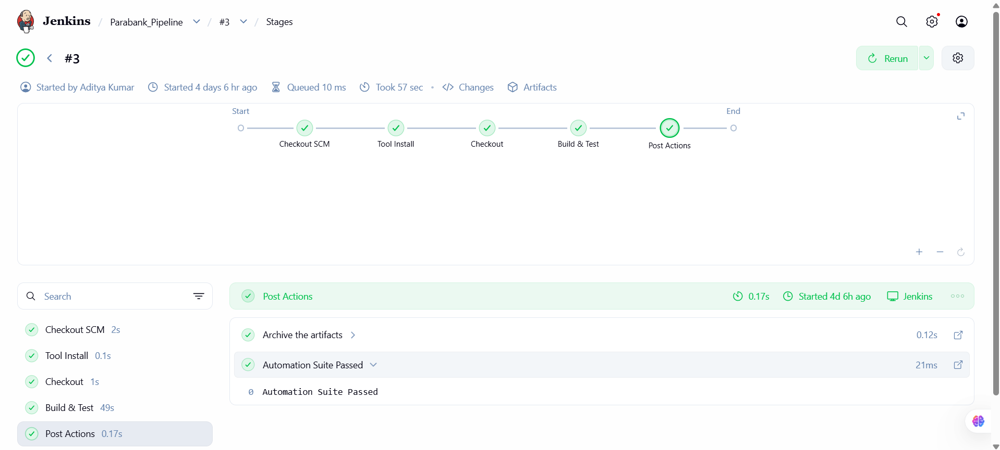 Jenkins / Parabank_Pipeline / #3 / Stages
#3
Rerun
Started by Aditya Kumar Started 4 days 6 hr ago Queued 10 ms Took 57 sec • Changes Artifacts
Start End
Checkout SCM Tool Install Checkout Build & Test Post Actions
Search
Checkout SCM 2s
Tool Install 0.1s
Checkout 1s
Build & Test 49s
Post Actions 0.17s
Post Actions 0.17s Started 4d 6h ago Jenkins
Archive the artifacts 0.12s
Automation Suite Passed 21ms
0 Automation Suite Passed